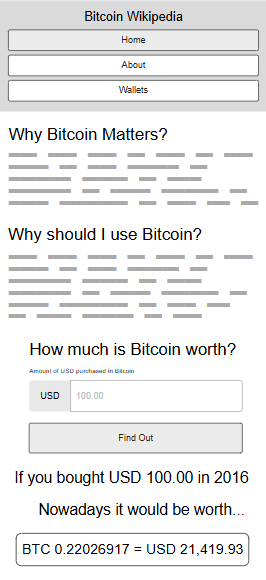 Bitcoin Wikipedia
Home
About
Wallets
Why Bitcoin Matters?
Why should I use Bitcoin?
How much is Bitcoin worth?
Amount of USD purchased in Bitcoin
USD 100.00
Find Out
If you bought USD 100.00 in 2016
Nowadays it would be worth...
BTC 0.22026917 = USD 21,419.93